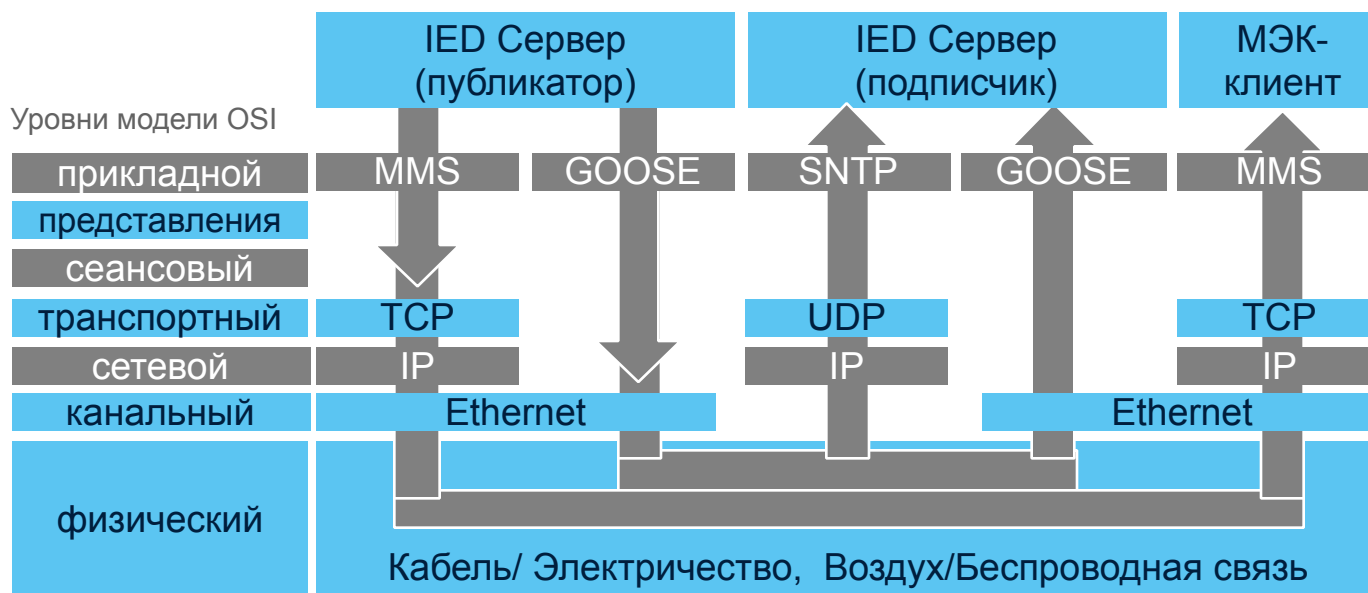 IED Сервер
(публикатор)
IED Сервер
(подписчик)
МЭК-
клиент
Уровни модели OSI
прикладной
MMS
GOOSE
SNTP
GOOSE
MMS
представления
сеансовый
транспортный
TCP
UDP
TCP
сетевой
IP
IP
IP
канальный
Ethernet
Ethernet
физический
Кабель/ Электричество, Воздух/Беспроводная связь